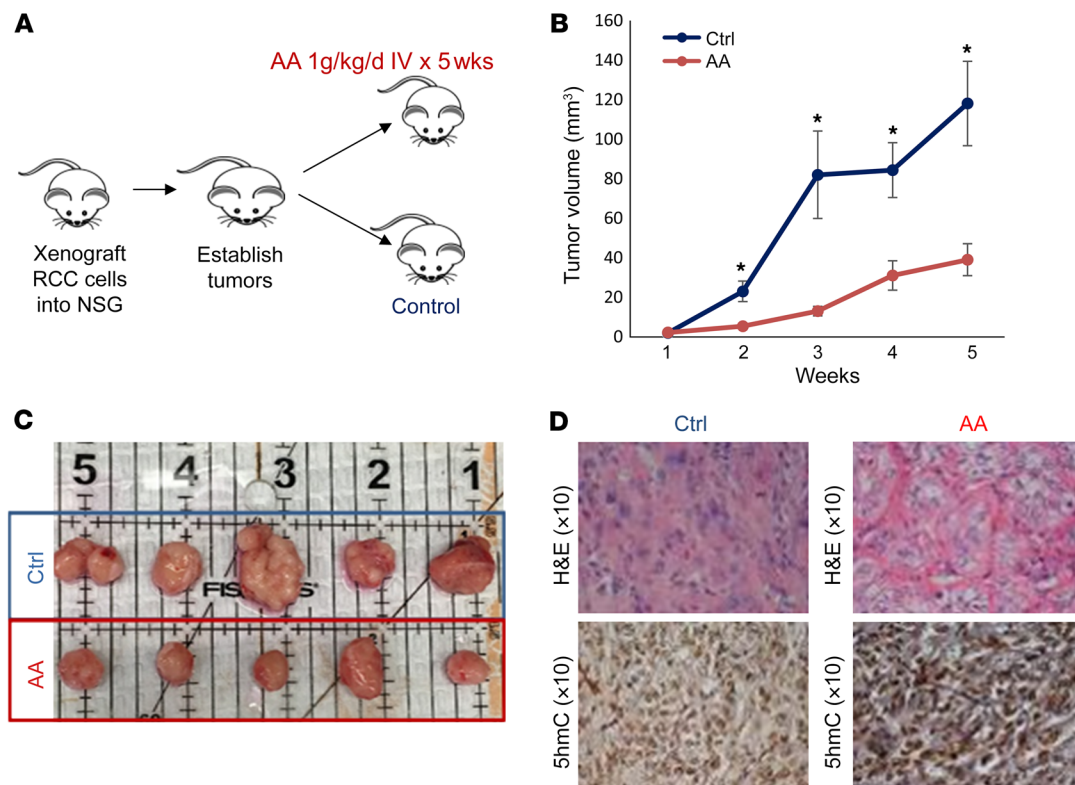 A
AA 1g/kg/d IV x 5 wks
Xenograft
RCC cells
into NSG
Establish
tumors
Control
B
Ctrl
AA
Tumor volume (mm³)
160
140
120
100
80
60
40
20
0
*
*
*
*
1 2 3 4 5
Weeks
C
5 4 3 2 1
Ctrl
AA
D
Ctrl
AA
H&E (×10)
H&E (×10)
5hmC (×10)
5hmC (×10)